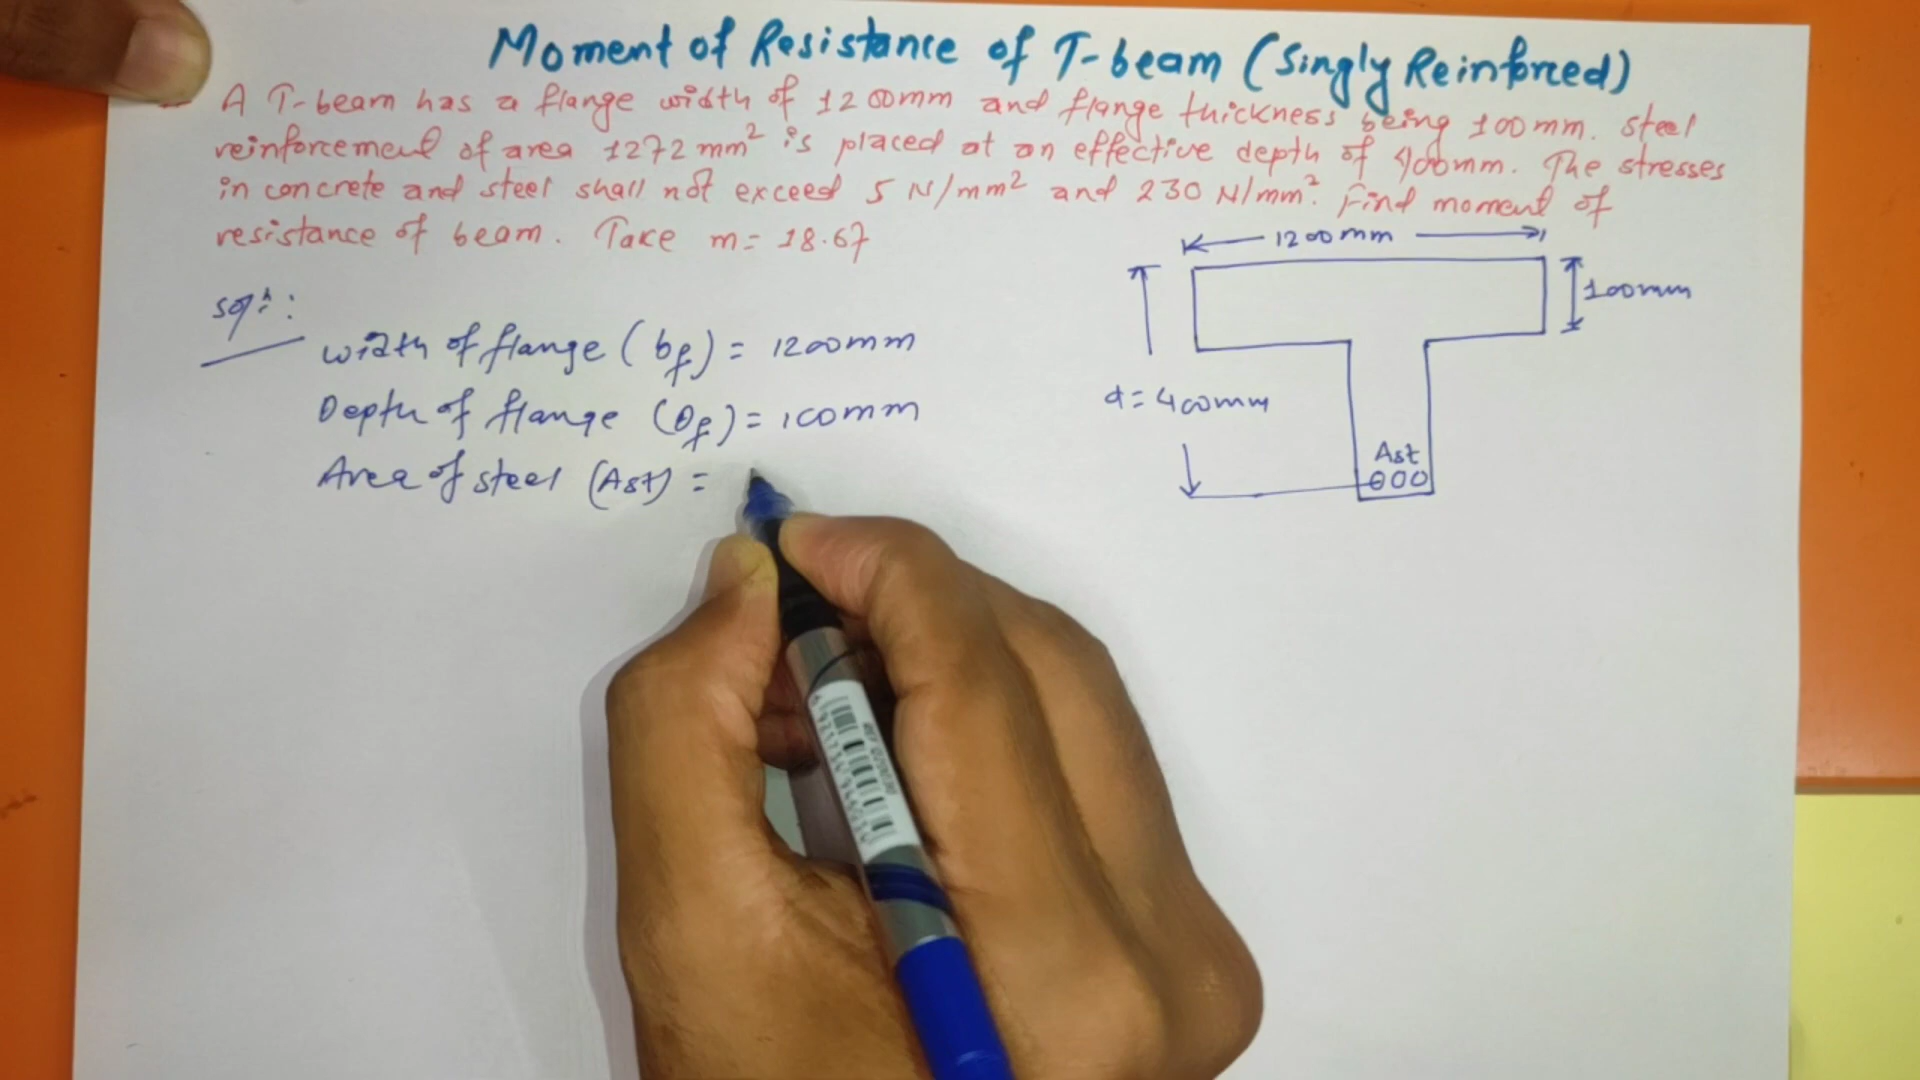 Moment of Resistance of T-beam (Singly Reinforced)
A T-beam has a flange width of 1200mm and flange thickness being 100mm. Steel
reinforcement of area 1272 mm² is placed at an effective depth of 400mm. The stresses
in concrete and steel shall not exceed 5 N/mm² and 230 N/mm². Find moment of
resistance of beam. Take m = 18.67
1200mm
100mm
Solⁿ:
width of flange (bf) = 1200mm
Depth of flange (Df) = 100mm
d = 400mm
Area of steel (Ast) =
Ast